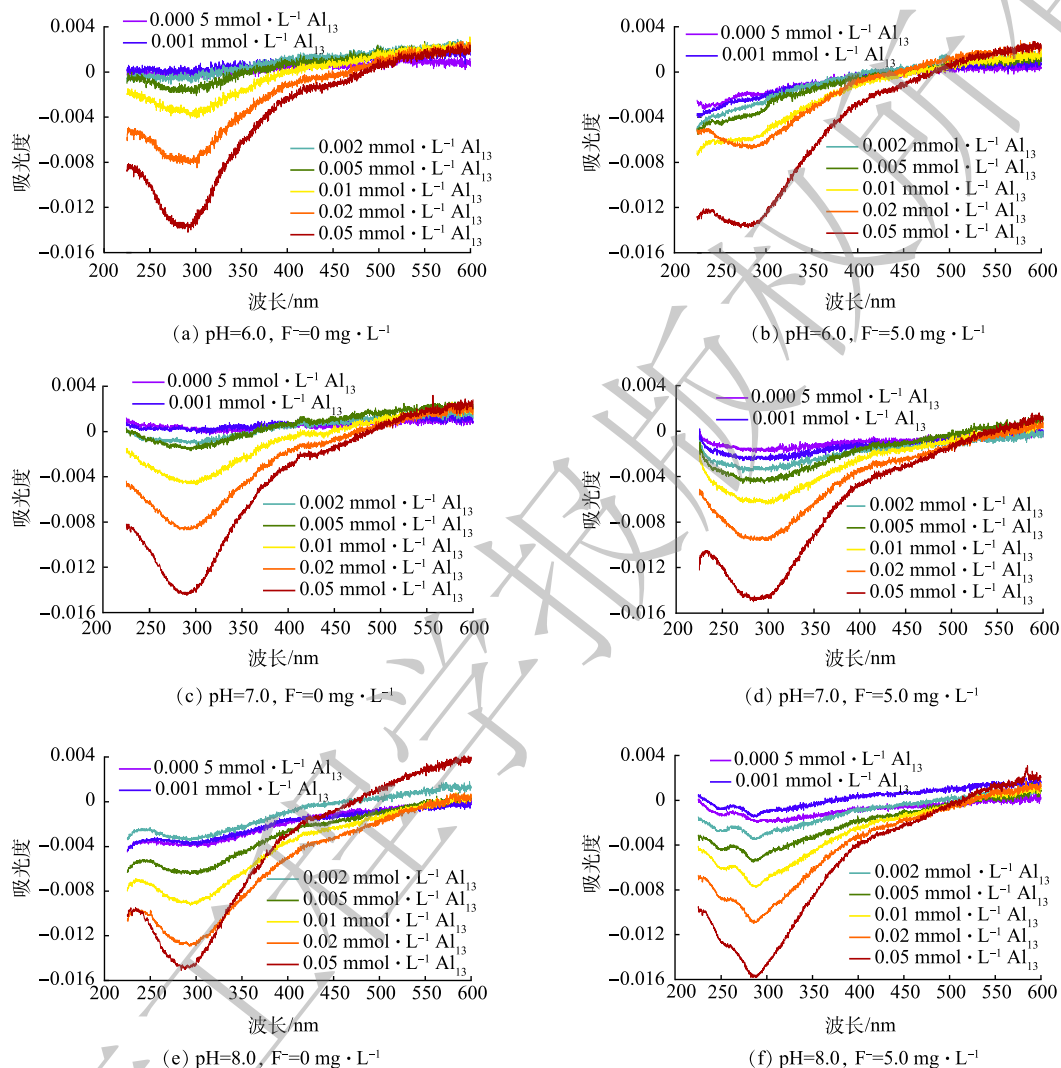 0.004
0
−0.004
−0.008
−0.012
−0.016
吸光度
0.000 5 mmol·L⁻¹ Al₁₃
0.001 mmol·L⁻¹ Al₁₃
0.002 mmol·L⁻¹ Al₁₃
0.005 mmol·L⁻¹ Al₁₃
0.01 mmol·L⁻¹ Al₁₃
0.02 mmol·L⁻¹ Al₁₃
0.05 mmol·L⁻¹ Al₁₃
200 250 300 350 400 450 500 550 600
波长/nm
(a) pH=6.0, F⁻=0 mg·L⁻¹
0.004
0
−0.004
−0.008
−0.012
−0.016
吸光度
0.000 5 mmol·L⁻¹ Al₁₃
0.001 mmol·L⁻¹ Al₁₃
0.002 mmol·L⁻¹ Al₁₃
0.005 mmol·L⁻¹ Al₁₃
0.01 mmol·L⁻¹ Al₁₃
0.02 mmol·L⁻¹ Al₁₃
0.05 mmol·L⁻¹ Al₁₃
200 250 300 350 400 450 500 550 600
波长/nm
(b) pH=6.0, F⁻=5.0 mg·L⁻¹
0.004
0
−0.004
−0.008
−0.012
−0.016
吸光度
0.000 5 mmol·L⁻¹ Al₁₃
0.001 mmol·L⁻¹ Al₁₃
0.002 mmol·L⁻¹ Al₁₃
0.005 mmol·L⁻¹ Al₁₃
0.01 mmol·L⁻¹ Al₁₃
0.02 mmol·L⁻¹ Al₁₃
0.05 mmol·L⁻¹ Al₁₃
200 250 300 350 400 450 500 550 600
波长/nm
(c) pH=7.0, F⁻=0 mg·L⁻¹
0.004
0
−0.004
−0.008
−0.012
−0.016
吸光度
0.000 5 mmol·L⁻¹ Al₁₃
0.001 mmol·L⁻¹ Al₁₃
0.002 mmol·L⁻¹ Al₁₃
0.005 mmol·L⁻¹ Al₁₃
0.01 mmol·L⁻¹ Al₁₃
0.02 mmol·L⁻¹ Al₁₃
0.05 mmol·L⁻¹ Al₁₃
200 250 300 350 400 450 500 550 600
波长/nm
(d) pH=7.0, F⁻=5.0 mg·L⁻¹
0.004
0
−0.004
−0.008
−0.012
−0.016
吸光度
0.000 5 mmol·L⁻¹ Al₁₃
0.001 mmol·L⁻¹ Al₁₃
0.002 mmol·L⁻¹ Al₁₃
0.005 mmol·L⁻¹ Al₁₃
0.01 mmol·L⁻¹ Al₁₃
0.02 mmol·L⁻¹ Al₁₃
0.05 mmol·L⁻¹ Al₁₃
200 250 300 350 400 450 500 550 600
波长/nm
(e) pH=8.0, F⁻=0 mg·L⁻¹
0.004
0
−0.004
−0.008
−0.012
−0.016
吸光度
0.000 5 mmol·L⁻¹ Al₁₃
0.001 mmol·L⁻¹ Al₁₃
0.002 mmol·L⁻¹ Al₁₃
0.005 mmol·L⁻¹ Al₁₃
0.01 mmol·L⁻¹ Al₁₃
0.02 mmol·L⁻¹ Al₁₃
0.05 mmol·L⁻¹ Al₁₃
200 250 300 350 400 450 500 550 600
波长/nm
(f) pH=8.0, F⁻=5.0 mg·L⁻¹
工程学报版权所有